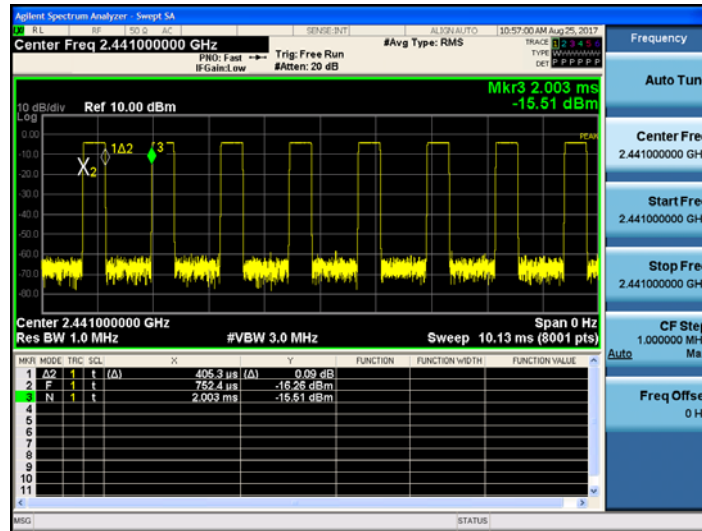 Agilent Spectrum Analyzer - Swept SA
RL RF 50 Ω AC SENSE:INT ALIGNAUTO 10:57:00 AM Aug 25, 2017
Center Freq 2.441000000 GHz #Avg Type: RMS TRACE 1 2 3 4 5 6
PNO: Fast Trig: Free Run TYPE
IFGain:Low #Atten: 20 dB DET P P P P P P
Mkr3 2.003 ms
10 dB/div Ref 10.00 dBm -15.51 dBm
Log
PEAK
0.00
1Δ2 3
-10.0
X2
-20.0
-30.0
-40.0
-50.0
-60.0
-70.0
-80.0
Center 2.441000000 GHz Span 0 Hz
Res BW 1.0 MHz #VBW 3.0 MHz Sweep 10.13 ms (8001 pts)
MKR MODE TRC SCL X Y FUNCTION FUNCTION WIDTH FUNCTION VALUE
1 Δ2 1 t (Δ) 405.3 µs (Δ) 0.09 dB
2 F 1 t 752.4 µs -16.26 dBm
3 N 1 t 2.003 ms -15.51 dBm
4
5
6
7
8
9
10
11
MSG STATUS
Frequency
Auto Tun
Center Fre
2.441000000 GH
Start Fre
2.441000000 GH
Stop Fre
2.441000000 GH
CF Step
1.000000 MH
Auto Ma
Freq Offse
0 H